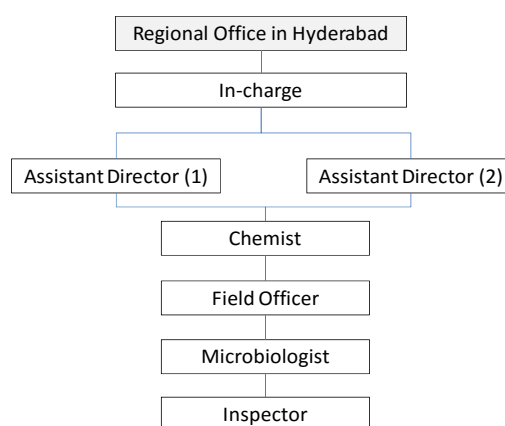 Regional Office in Hyderabad
In-charge
Assistant Director (1)
Assistant Director (2)
Chemist
Field Officer
Microbiologist
Inspector